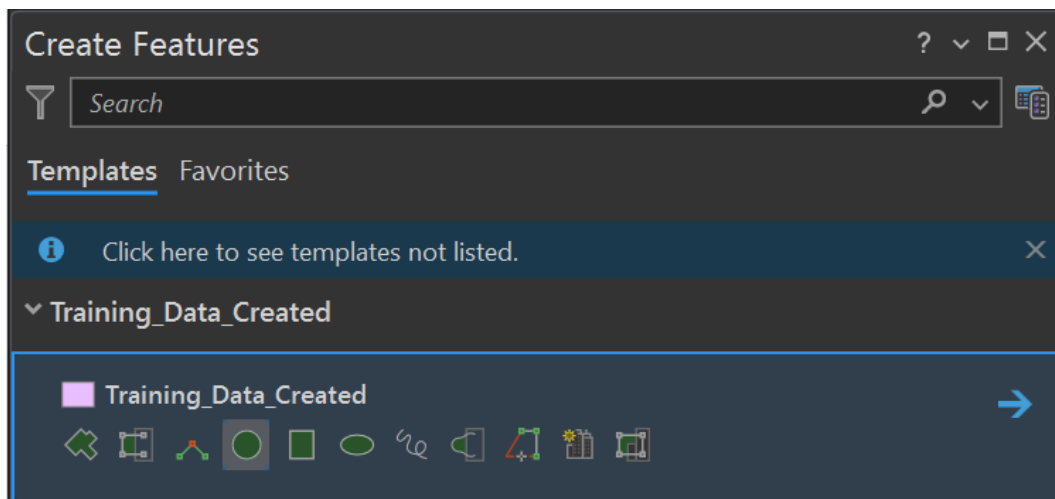 Create Features
?
Search
Templates Favorites
Click here to see templates not listed.
Training_Data_Created
Training_Data_Created